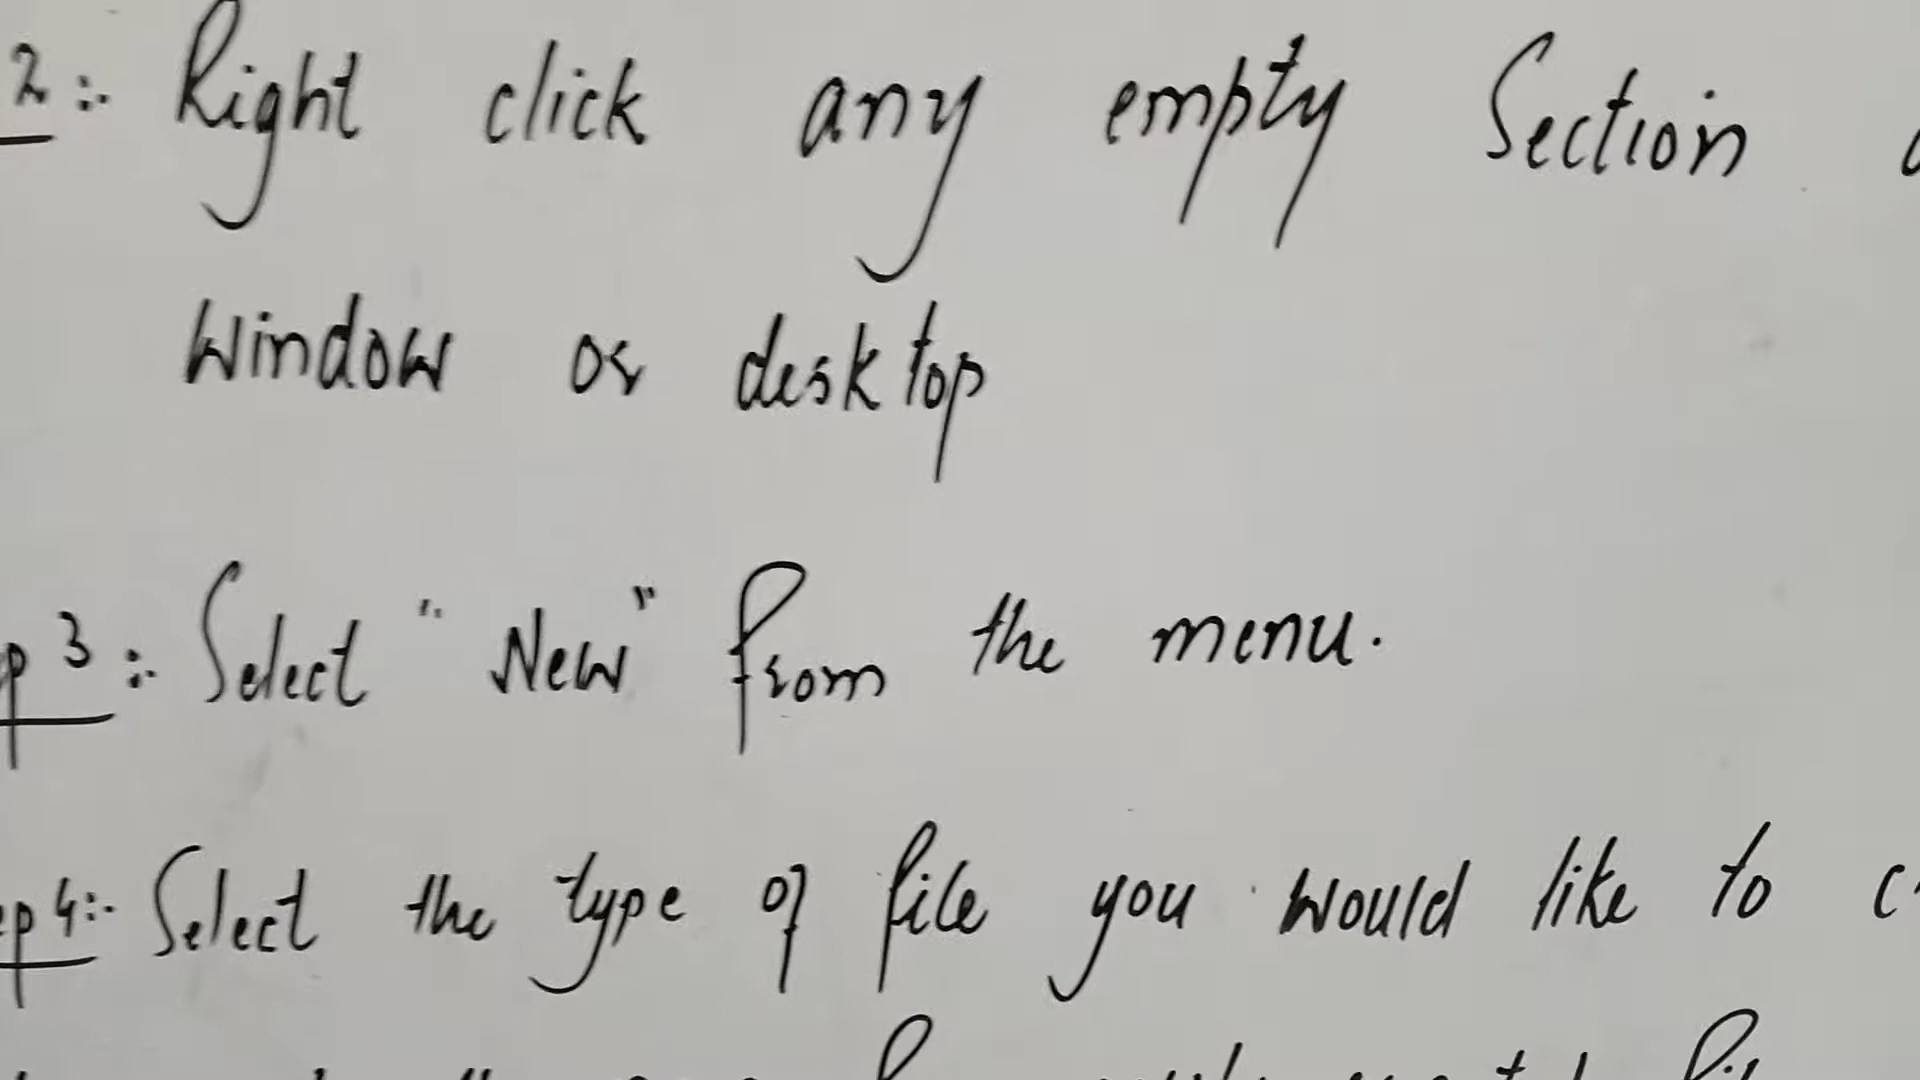 2:- Right click any empty Section
window or desktop
p 3:- Select "New" from the menu.
ep 4:- Select the type of file you would like to c